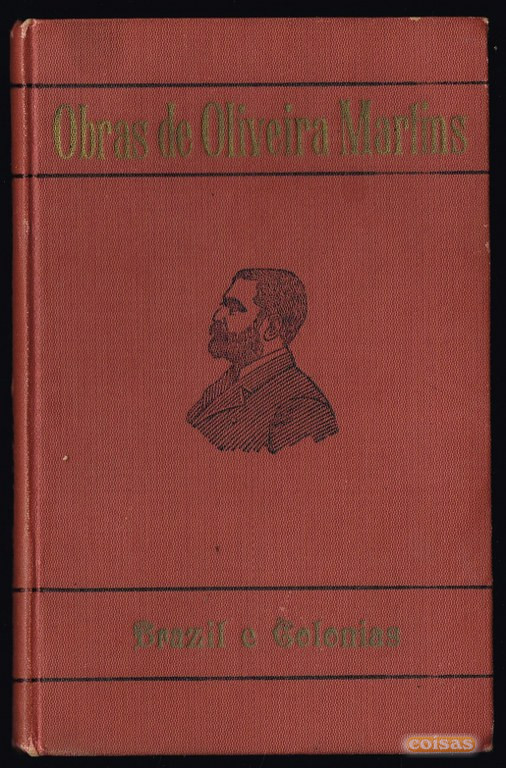 Obras de Oliveira Martins
Brazil e Colonias
coisas